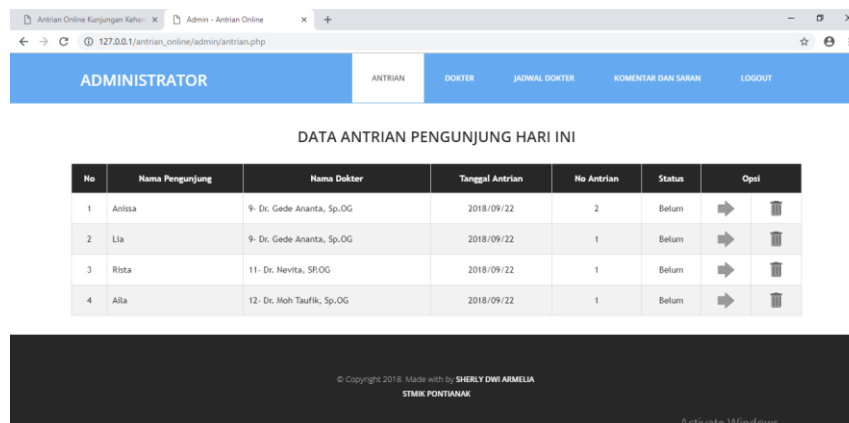 Antrian Online Kunjungan Keham
Admin - Antrian Online
127.0.0.1/antrian_online/admin/antrian.php
ADMINISTRATOR ANTRIAN DOKTER JADWAL DOKTER KOMENTAR DAN SARAN LOGOUT
DATA ANTRIAN PENGUNJUNG HARI INI
No Nama Pengunjung Nama Dokter Tanggal Antrian No Antrian Status Opsi
1 Anissa 9- Dr. Gede Ananta, Sp.OG 2018/09/22 2 Belum
2 Lia 9- Dr. Gede Ananta, Sp.OG 2018/09/22 1 Belum
3 Rista 11- Dr. Nevita, SP.OG 2018/09/22 1 Belum
4 Alla 12- Dr. Moh Taufik, Sp.OG 2018/09/22 1 Belum
© Copyright 2018. Made with by SHERLY DWI ARMELIA
STMIK PONTIANAK
Activate Windows